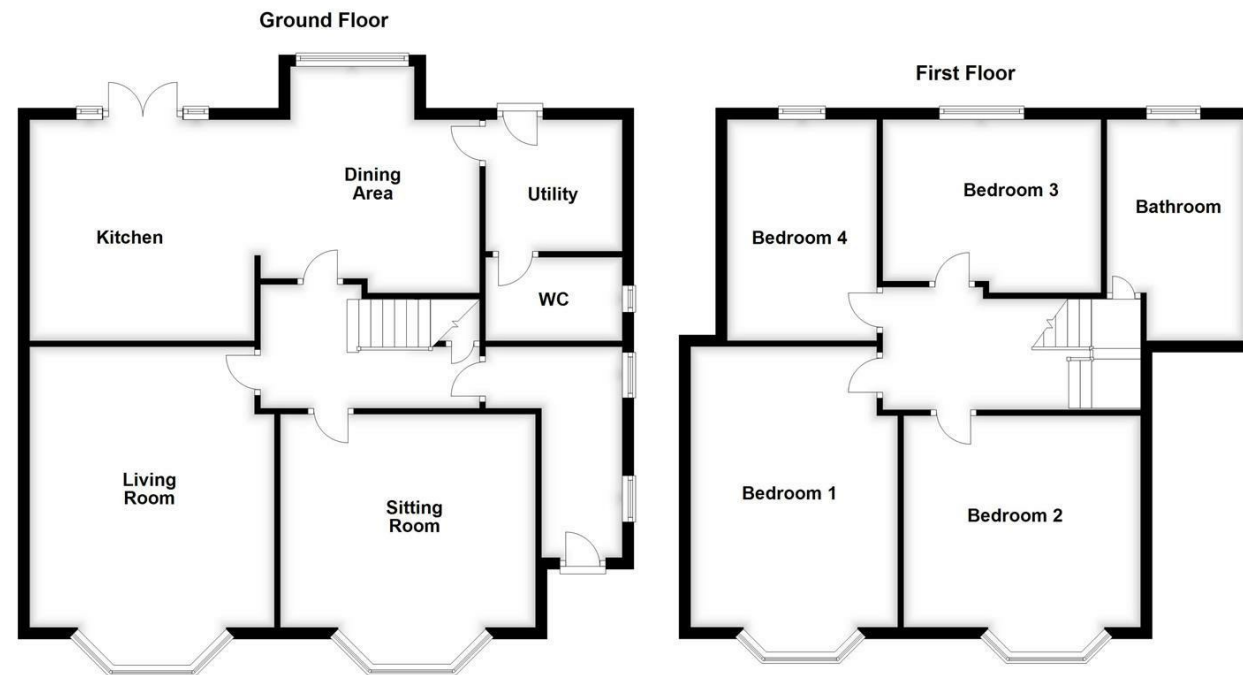 Ground Floor
Kitchen
Dining
Area
Utility
WC
Living
Room
Sitting
Room
First Floor
Bedroom 4
Bedroom 3
Bathroom
Bedroom 1
Bedroom 2